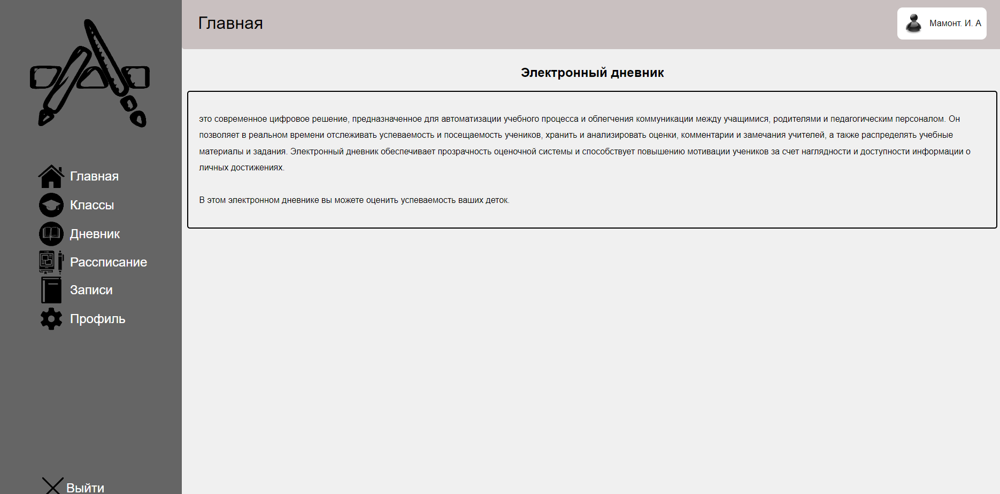 Главная
Мамонт. И. А
Электронный дневник
это современное цифровое решение, предназначенное для автоматизации учебного процесса и облегчения коммуникации между учащимися, родителями и педагогическим персоналом. Он
позволяет в реальном времени отслеживать успеваемость и посещаемость учеников, хранить и анализировать оценки, комментарии и замечания учителей, а также распределять учебные
материалы и задания. Электронный дневник обеспечивает прозрачность оценочной системы и способствует повышению мотивации учеников за счет наглядности и доступности информации о
личных достижениях.
В этом электронном дневнике вы можете оценить успеваемость ваших деток.
Главная
Классы
Дневник
Рассписание
Записи
Профиль
Выйти